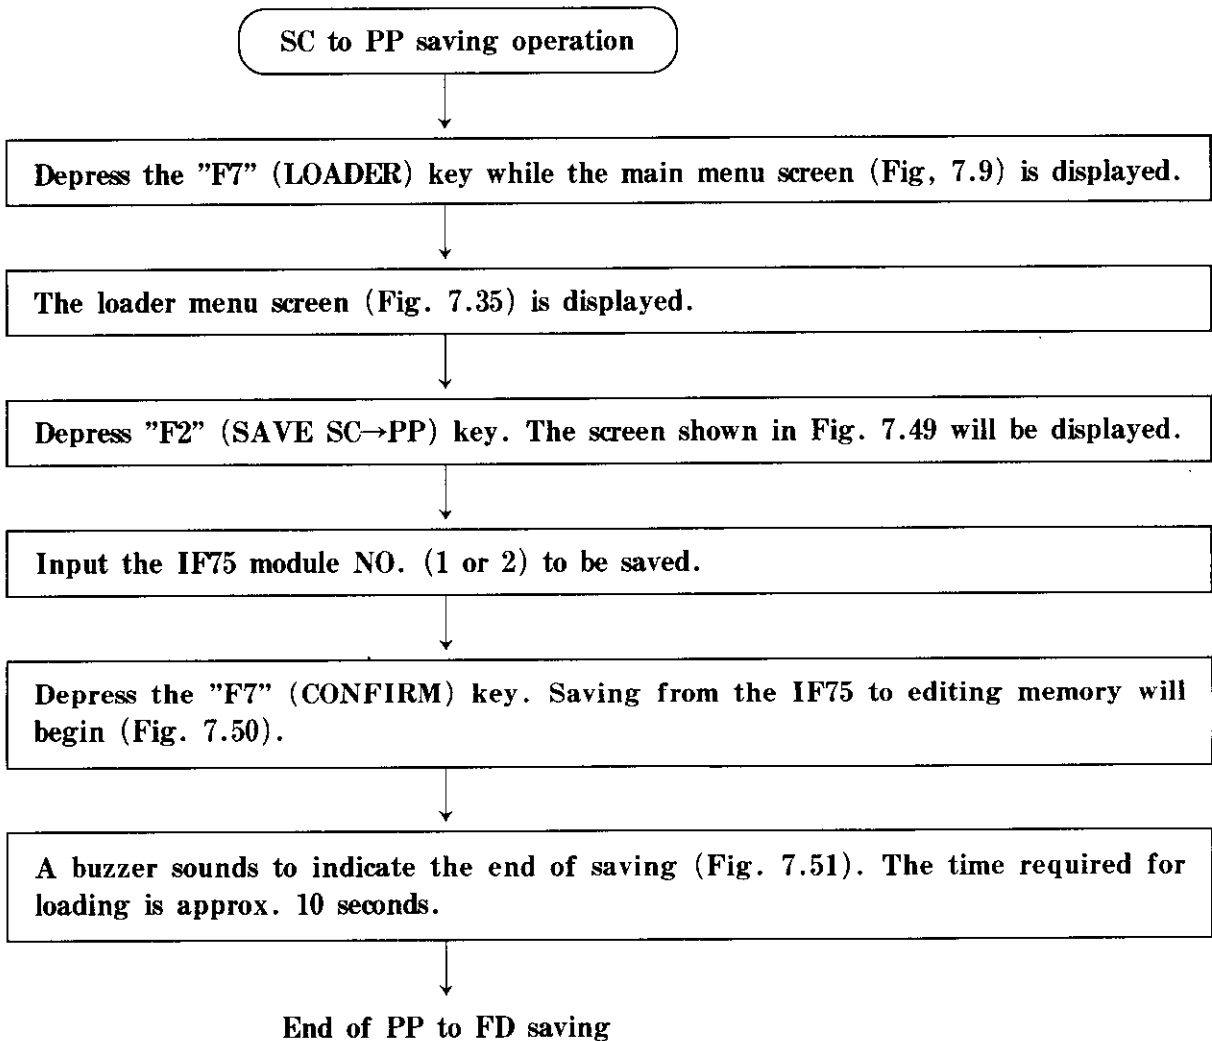 SC to PP saving operation
Depress the "F7" (LOADER) key while the main menu screen (Fig, 7.9) is displayed.
The loader menu screen (Fig. 7.35) is displayed.
Depress "F2" (SAVE SC→PP) key. The screen shown in Fig. 7.49 will be displayed.
Input the IF75 module NO. (1 or 2) to be saved.
Depress the "F7" (CONFIRM) key. Saving from the IF75 to editing memory will
begin (Fig. 7.50).
A buzzer sounds to indicate the end of saving (Fig. 7.51). The time required for
loading is approx. 10 seconds.
End of PP to FD saving